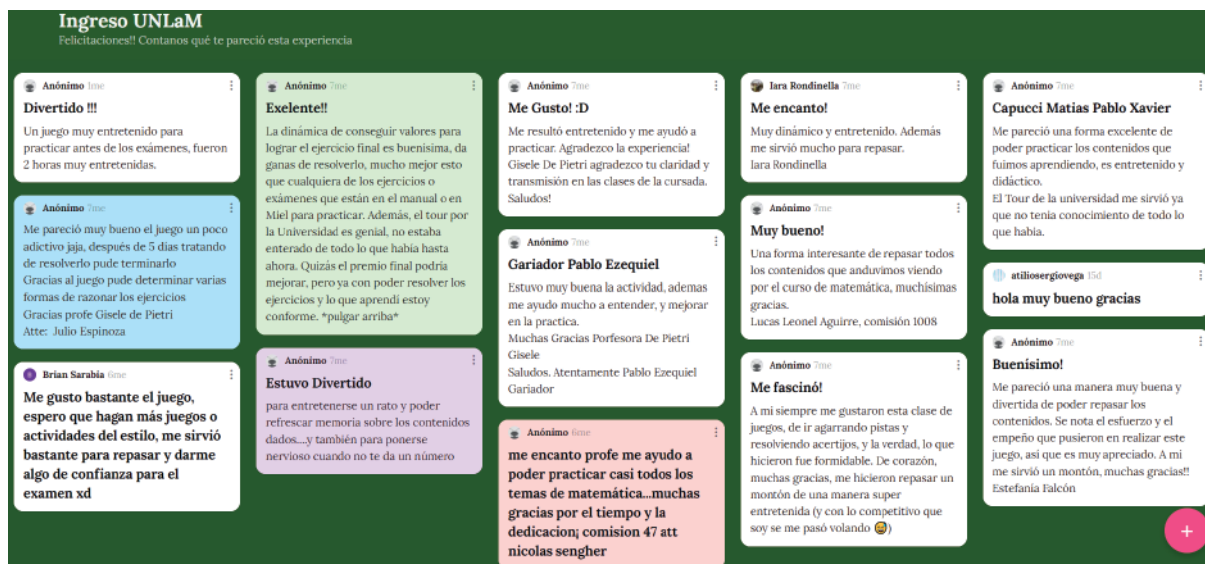 Ingreso UNLaM
Felicitaciones!! Contanos qué te pareció esta experiencia
Anónimo 1me
Divertido !!!
Un juego muy entretenido para
practicar antes de los exámenes, fueron
2 horas muy entretenidas.
Anónimo 7me
Me pareció muy bueno el juego un poco
adictivo jaja, después de 5 dias tratando
de resolverlo pude terminarlo
Gracias al juego pude determinar varias
formas de razonar los ejercicios
Gracias profe Gisele de Pietri
Atte: Julio Espinoza
Brian Sarabia 6me
Me gusto bastante el juego,
espero que hagan más juegos o
actividades del estilo, me sirvió
bastante para repasar y darme
algo de confianza para el
examen xd
Anónimo 7me
Exelente!!
La dinámica de conseguir valores para
lograr el ejercicio final es buenisima, da
ganas de resolverlo, mucho mejor esto
que cualquiera de los ejercicios o
exámenes que están en el manual o en
Miel para practicar. Además, el tour por
la Universidad es genial, no estaba
enterado de todo lo que había hasta
ahora. Quizás el premio final podría
mejorar, pero ya con poder resolver los
ejercicios y lo que aprendí estoy
conforme. *pulgar arriba*
Anónimo 7me
Estuvo Divertido
para entretenerse un rato y poder
refrescar memoria sobre los contenidos
dados....y también para ponerse
nervioso cuando no te da un número
Anónimo 7me
Me Gusto! :D
Me resultó entretenido y me ayudó a
practicar. Agradezco la experiencia!
Gisele De Pietri agradezco tu claridad y
transmisión en las clases de la cursada.
Saludos!
Anónimo 7me
Gariador Pablo Ezequiel
Estuvo muy buena la actividad, ademas
me ayudo mucho a entender, y mejorar
en la practica.
Muchas Gracias Porfesora De Pietri
Gisele
Saludos. Atentamente Pablo Ezequiel
Gariador
Anónimo 6me
me encanto profe me ayudo a
poder practicar casi todos los
temas de matemática...muchas
gracias por el tiempo y la
dedicacion¡ comision 47 att
nicolas sengher
Iara Rondinella 7me
Me encanto!
Muy dinámico y entretenido. Además
me sirvió mucho para repasar.
Iara Rondinella
Anónimo 7me
Muy bueno!
Una forma interesante de repasar todos
los contenidos que anduvimos viendo
por el curso de matemática, muchísimas
gracias.
Lucas Leonel Aguirre, comisión 1008
Anónimo 7me
Me fascinó!
A mi siempre me gustaron esta clase de
juegos, de ir agarrando pistas y
resolviendo acertijos, y la verdad, lo que
hicieron fue formidable. De corazón,
muchas gracias, me hicieron repasar un
montón de una manera super
entretenida (y con lo competitivo que
soy se me pasó volando 😅)
Anónimo 7me
Capucci Matias Pablo Xavier
Me pareció una forma excelente de
poder practicar los contenidos que
fuimos aprendiendo, es entretenido y
didáctico.
El Tour de la universidad me sirvió ya
que no tenia conocimiento de todo lo
que habia.
atiliosergiovega 15d
hola muy bueno gracias
Anónimo 7me
Buenísimo!
Me pareció una manera muy buena y
divertida de poder repasar los
contenidos. Se nota el esfuerzo y el
empeño que pusieron en realizar este
juego, asi que es muy apreciado. A mi
me sirvió un montón, muchas gracias!!
Estefanía Falcón